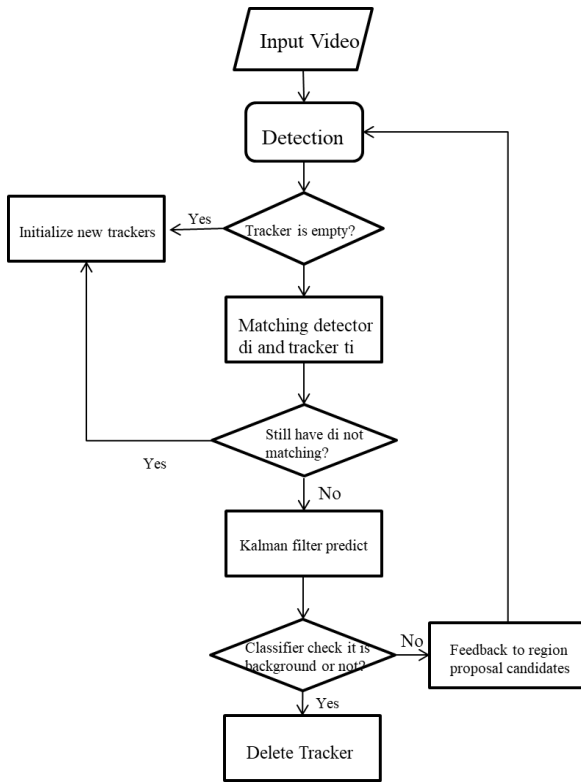 Input Video
Detection
Tracker is empty?
Yes
Initialize new trackers
Matching detector
di and tracker ti
Still have di not
matching?
Yes
No
Kalman filter predict
Classifier check it is
background or not?
No
Feedback to region
proposal candidates
Yes
Delete Tracker